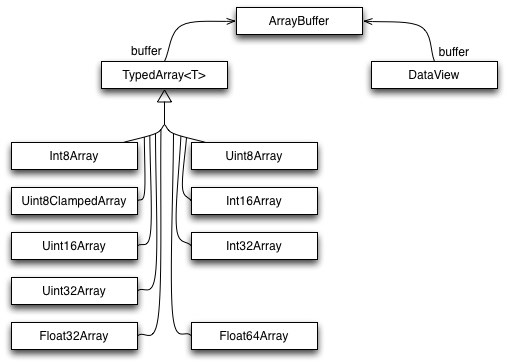 ArrayBuffer
buffer
buffer
TypedArray<T>
DataView
Int8Array
Uint8Array
Uint8ClampedArray
Int16Array
Uint16Array
Int32Array
Uint32Array
Float32Array
Float64Array